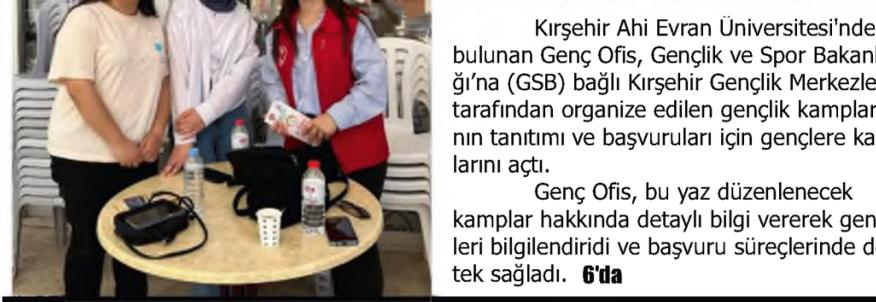 Kırşehir Ahi Evran Üniversitesi'nde
bulunan Genç Ofis, Gençlik ve Spor Bakanl
ğı’na (GSB) bağlı Kırşehir Gençlik Merkezle
tarafından organize edilen gençlik kamplar
nın tanıtımı ve başvuruları için gençlere ka
larını açtı.
Genç Ofis, bu yaz düzenlenecek
kamplar hakkında detaylı bilgi vererek gen
leri bilgilendiridi ve başvuru süreçlerinde d
tek sağladı. 6'da